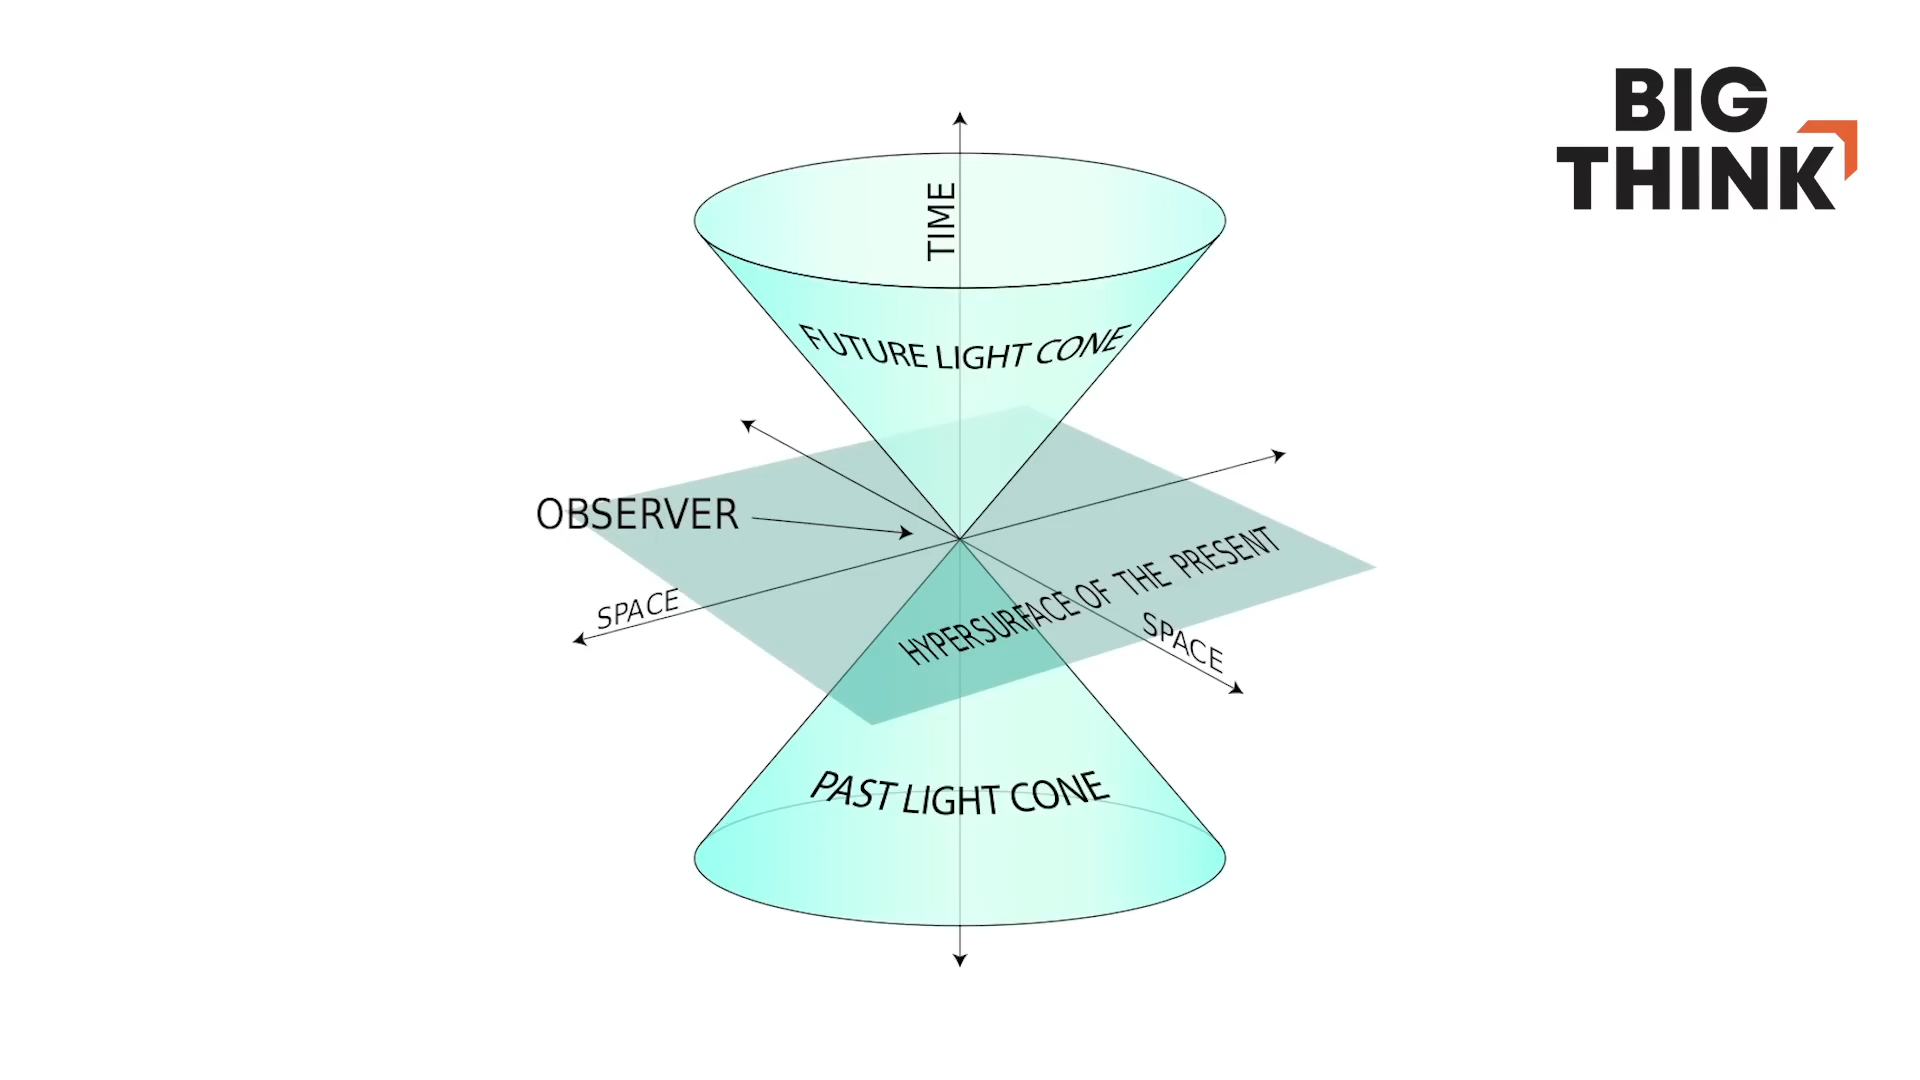 BIG
THINK
TIME
FUTURE LIGHT CONE
OBSERVER
SPACE
HYPERSURFACE OF THE PRESENT
SPACE
PAST LIGHT CONE